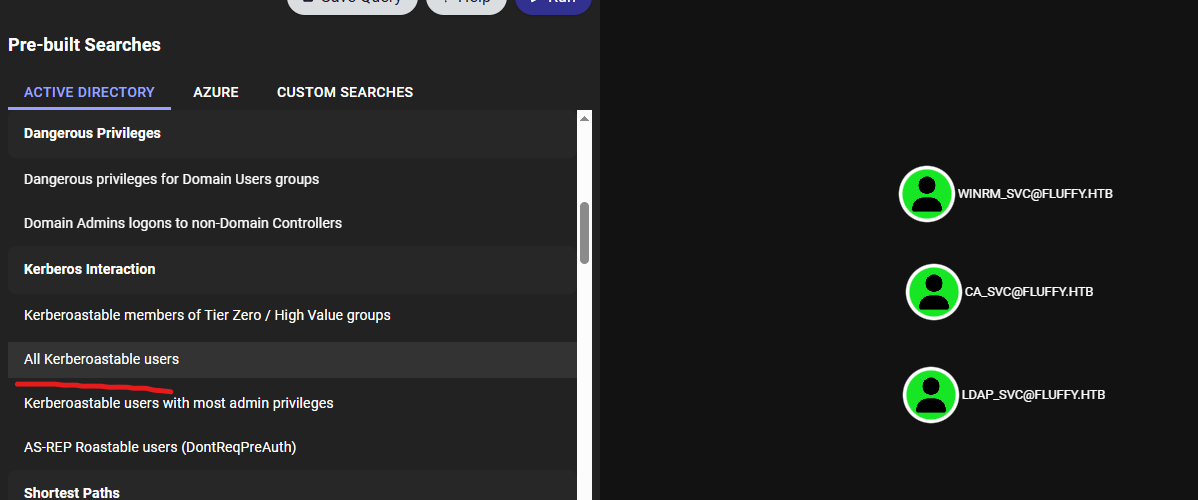 Save Query
Help
Run
Pre-built Searches
ACTIVE DIRECTORY AZURE CUSTOM SEARCHES
Dangerous Privileges
Dangerous privileges for Domain Users groups
Domain Admins logons to non-Domain Controllers
Kerberos Interaction
Kerberoastable members of Tier Zero / High Value groups
All Kerberoastable users
Kerberoastable users with most admin privileges
AS-REP Roastable users (DontReqPreAuth)
Shortest Paths
WINRM_SVC@FLUFFY.HTB
CA_SVC@FLUFFY.HTB
LDAP_SVC@FLUFFY.HTB